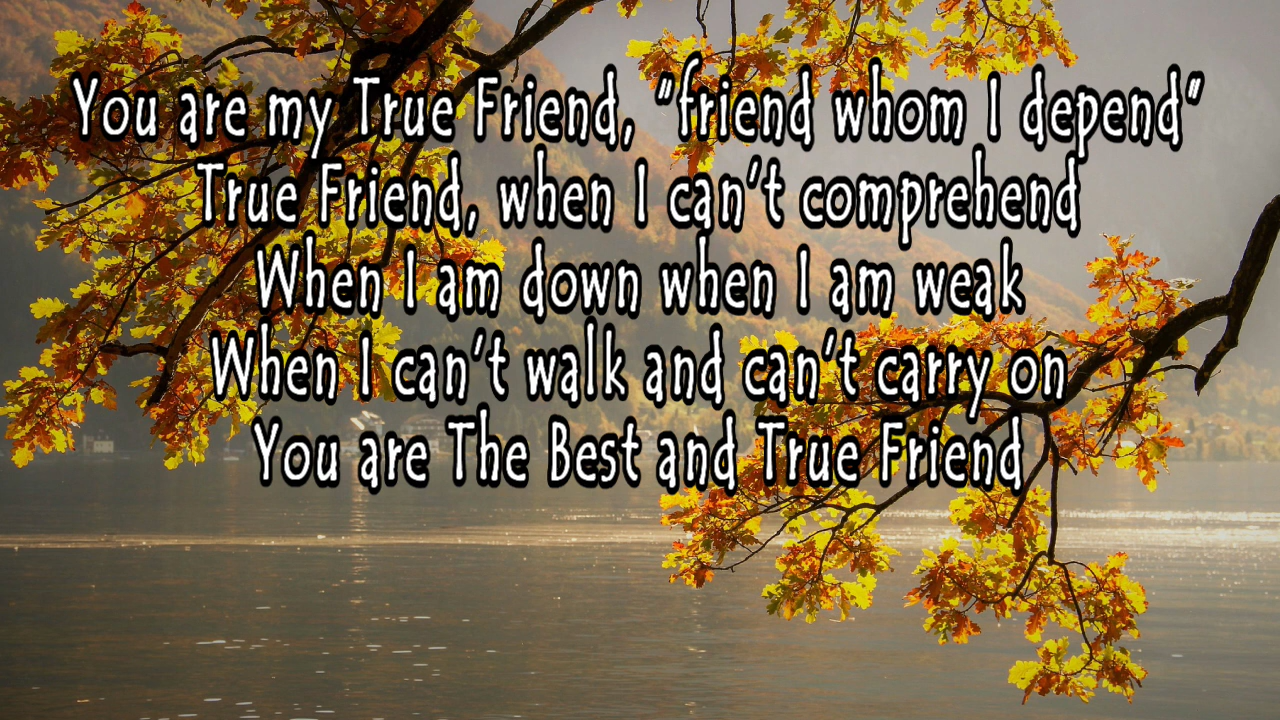 You are my True Friend, "friend whom I depend"
True Friend, when I can't comprehend
When I am down when I am weak
When I can't walk and can't carry on
You are The Best and True Friend